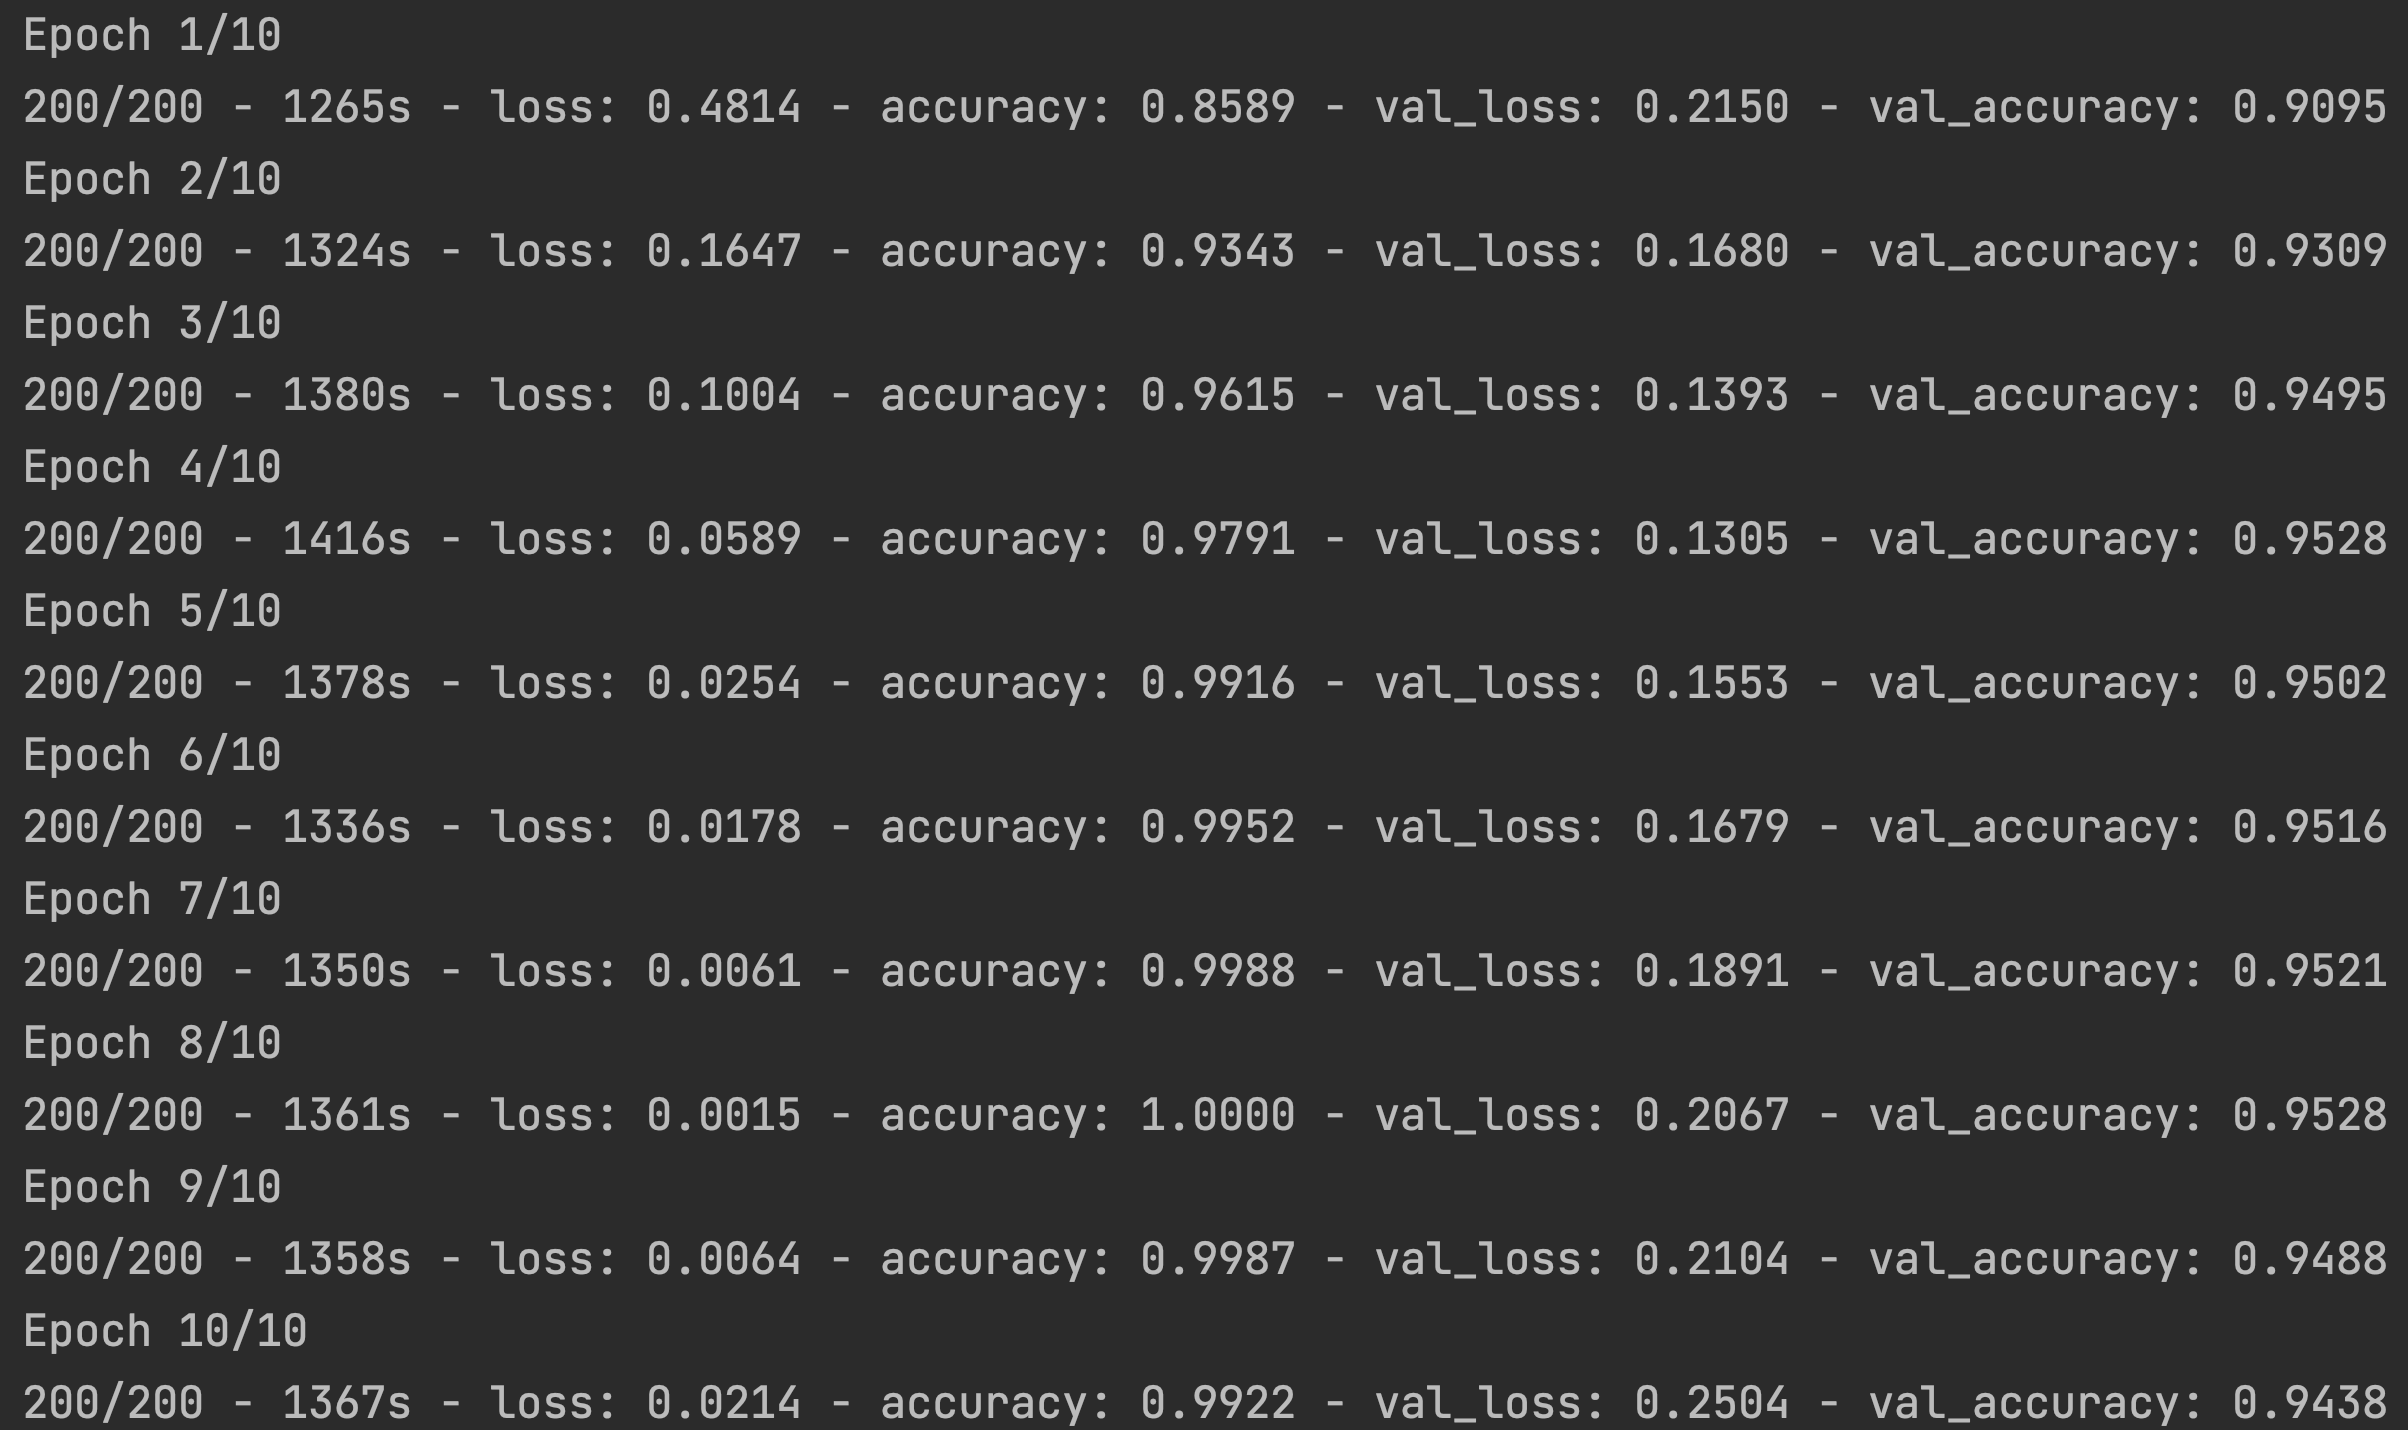 Epoch 1/10
200/200 - 1265s - loss: 0.4814 - accuracy: 0.8589 - val_loss: 0.2150 - val_accuracy: 0.9095
Epoch 2/10
200/200 - 1324s - loss: 0.1647 - accuracy: 0.9343 - val_loss: 0.1680 - val_accuracy: 0.9309
Epoch 3/10
200/200 - 1380s - loss: 0.1004 - accuracy: 0.9615 - val_loss: 0.1393 - val_accuracy: 0.9495
Epoch 4/10
200/200 - 1416s - loss: 0.0589 - accuracy: 0.9791 - val_loss: 0.1305 - val_accuracy: 0.9528
Epoch 5/10
200/200 - 1378s - loss: 0.0254 - accuracy: 0.9916 - val_loss: 0.1553 - val_accuracy: 0.9502
Epoch 6/10
200/200 - 1336s - loss: 0.0178 - accuracy: 0.9952 - val_loss: 0.1679 - val_accuracy: 0.9516
Epoch 7/10
200/200 - 1350s - loss: 0.0061 - accuracy: 0.9988 - val_loss: 0.1891 - val_accuracy: 0.9521
Epoch 8/10
200/200 - 1361s - loss: 0.0015 - accuracy: 1.0000 - val_loss: 0.2067 - val_accuracy: 0.9528
Epoch 9/10
200/200 - 1358s - loss: 0.0064 - accuracy: 0.9987 - val_loss: 0.2104 - val_accuracy: 0.9488
Epoch 10/10
200/200 - 1367s - loss: 0.0214 - accuracy: 0.9922 - val_loss: 0.2504 - val_accuracy: 0.9438